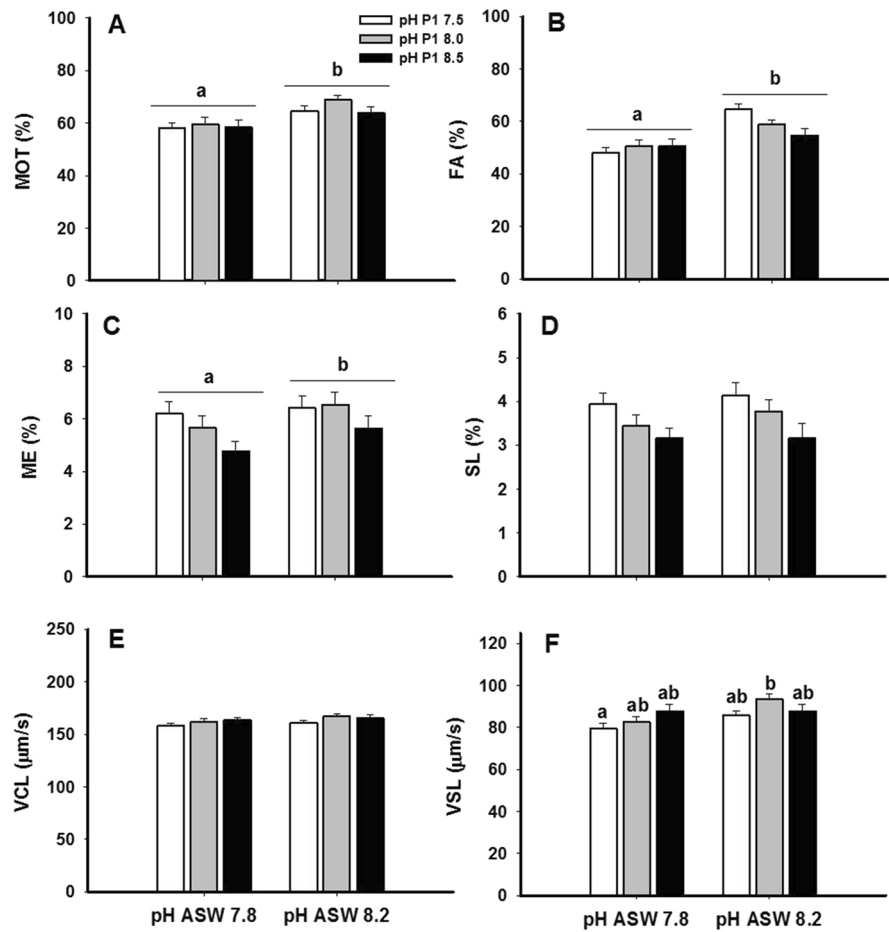 A
pH P1 7.5
pH P1 8.0
pH P1 8.5
MOT (%)
100
80
60
40
20
0
a
b
B
FA (%)
100
80
60
40
20
0
a
b
C
ME (%)
10
8
6
4
2
0
a
b
D
SL (%)
6
5
4
3
2
1
0
E
VCL (µm/s)
250
200
150
100
50
0
pH ASW 7.8
pH ASW 8.2
F
VSL (µm/s)
120
100
80
60
40
20
0
a
ab
ab
ab
b
ab
pH ASW 7.8
pH ASW 8.2